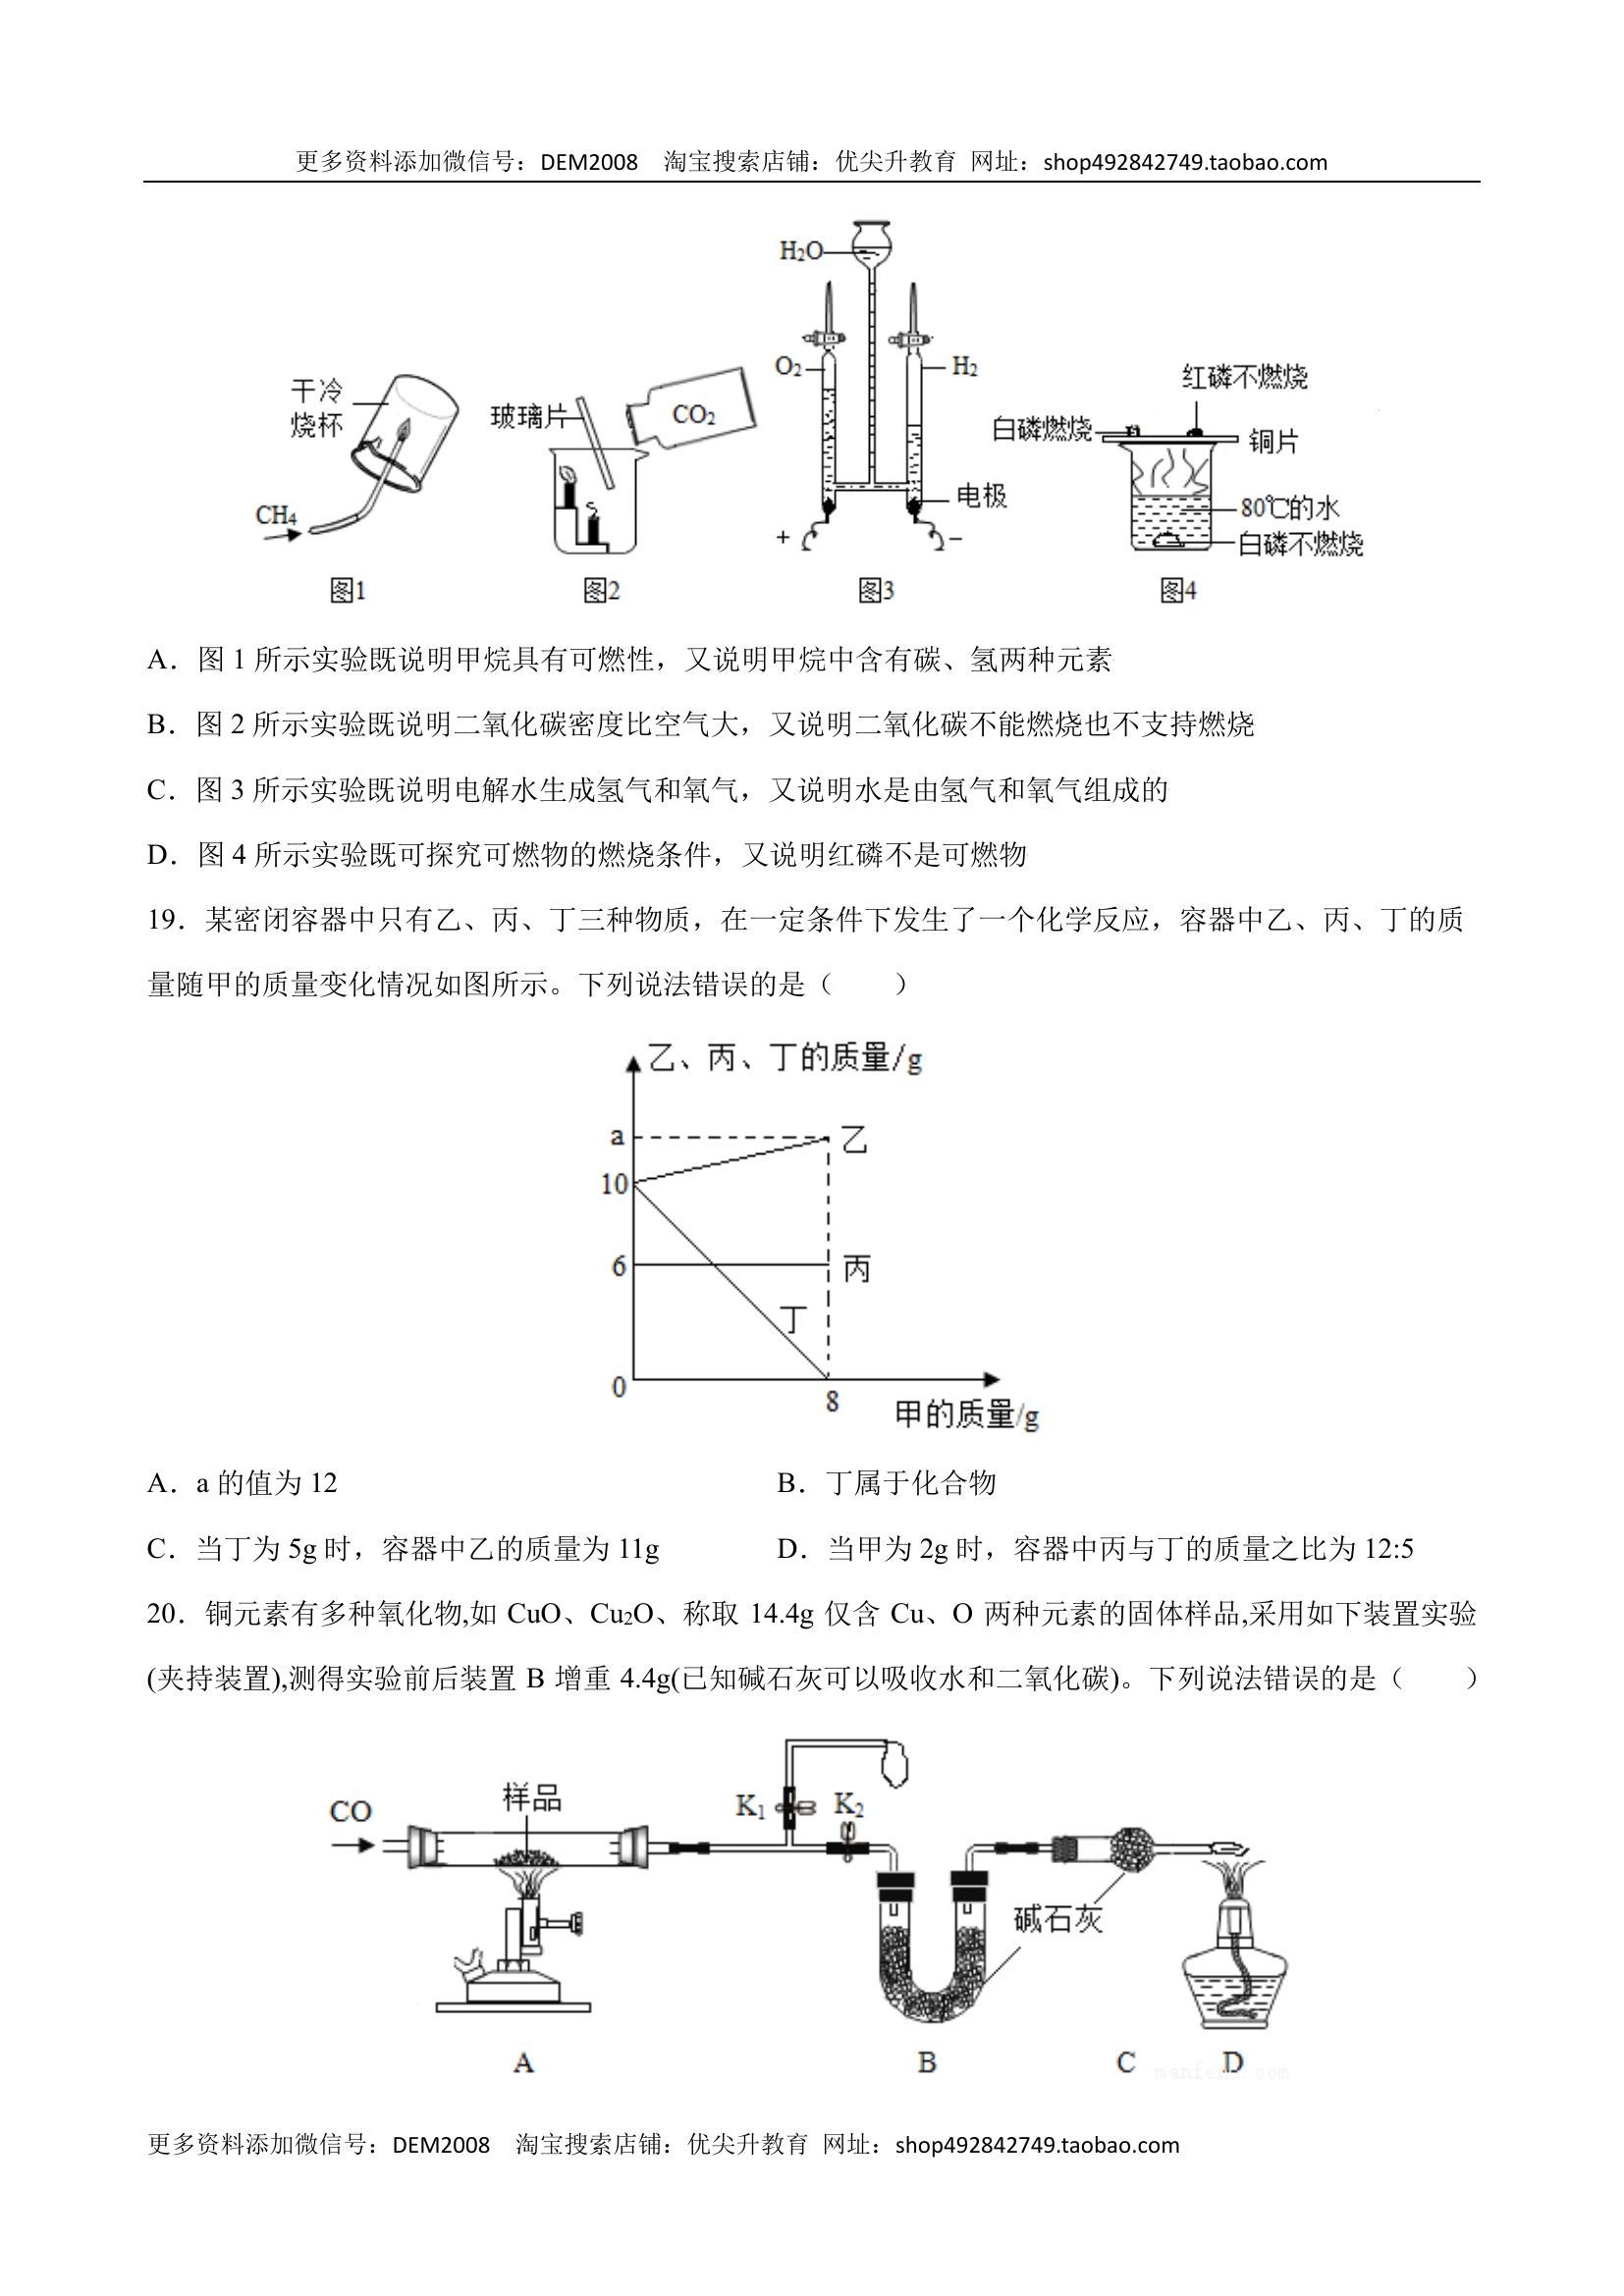 更多资料添加微信号：DEM2008 淘宝搜索店铺：优尖升教育 网址：shop492842749.taobao.com
H2O
O2
H2
干冷
烧杯
CH4
玻璃片
CO2
电极
+
−
红磷不燃烧
白磷燃烧
铜片
80℃的水
白磷不燃烧
图1
图2
图3
图4
A．图 1 所示实验既说明甲烷具有可燃性，又说明甲烷中含有碳、氢两种元素
B．图 2 所示实验既说明二氧化碳密度比空气大，又说明二氧化碳不能燃烧也不支持燃烧
C．图 3 所示实验既说明电解水生成氢气和氧气，又说明水是由氢气和氧气组成的
D．图 4 所示实验既可探究可燃物的燃烧条件，又说明红磷不是可燃物
19．某密闭容器中只有乙、丙、丁三种物质，在一定条件下发生了一个化学反应，容器中乙、丙、丁的质
量随甲的质量变化情况如图所示。下列说法错误的是（  ）
乙、丙、丁的质量/g
a
乙
10
6
丙
丁
0
8
甲的质量/g
A．a 的值为 12 B．丁属于化合物
C．当丁为 5g 时，容器中乙的质量为 11g D．当甲为 2g 时，容器中丙与丁的质量之比为 12:5
20．铜元素有多种氧化物,如 CuO、Cu₂O、称取 14.4g 仅含 Cu、O 两种元素的固体样品,采用如下装置实验
(夹持装置),测得实验前后装置 B 增重 4.4g(已知碱石灰可以吸收水和二氧化碳)。下列说法错误的是（  ）
CO
样品
K1
K2
碱石灰
A
B
C
D
manfen5.com
更多资料添加微信号：DEM2008 淘宝搜索店铺：优尖升教育 网址：shop492842749.taobao.com